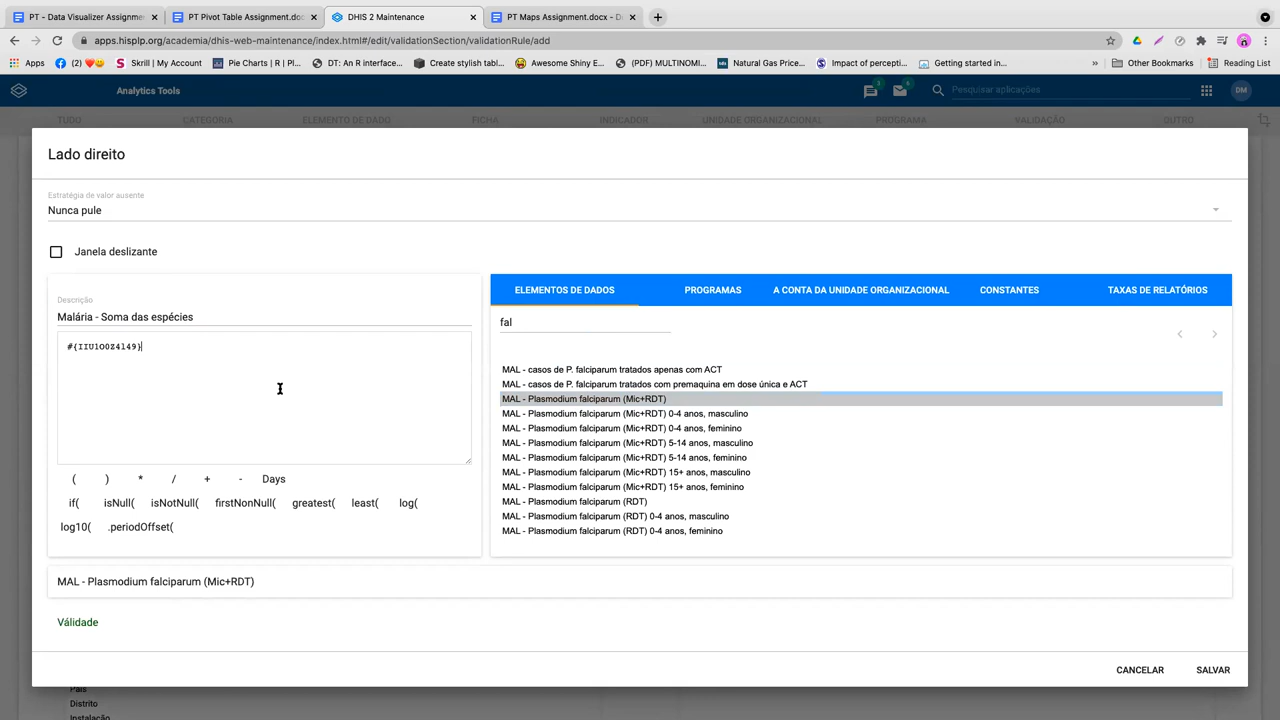 PT - Data Visualizer Assignme
PT Pivot Table Assignment.doc
DHIS 2 Maintenance
PT Maps Assignment.docx - D
apps.hisplp.org/academia/dhis-web-maintenance/index.html#/edit/validationSection/validationRule/add
Apps
(2)
Skrill | My Account
Pie Charts | R | Pl...
DT: An R interface...
Create stylish tabl...
Awesome Shiny E...
(PDF) MULTINOMI...
Natural Gas Price...
Impact of percepti...
Getting started in...
»
Other Bookmarks
Reading List
Analytics Tools
Pesquisar aplicações
DM
TUDO
CATEGORIA
ELEMENTO DE DADO
FICHA
INDICADOR
UNIDADE ORGANIZACIONAL
PROGRAMA
VALIDAÇÃO
OUTRO
Lado direito
Estratégia de valor ausente
Nunca pule
Janela deslizante
Descrição
Malária - Soma das espécies
#{IIU1O0Z4l49}
( ) * / + - Days
if( isNull( isNotNull( firstNonNull( greatest( least( log(
log10( .periodOffset(
ELEMENTOS DE DADOS
PROGRAMAS
A CONTA DA UNIDADE ORGANIZACIONAL
CONSTANTES
TAXAS DE RELATÓRIOS
fal
MAL - casos de P. falciparum tratados apenas com ACT
MAL - casos de P. falciparum tratados com premaquina em dose única e ACT
MAL - Plasmodium falciparum (Mic+RDT)
MAL - Plasmodium falciparum (Mic+RDT) 0-4 anos, masculino
MAL - Plasmodium falciparum (Mic+RDT) 0-4 anos, feminino
MAL - Plasmodium falciparum (Mic+RDT) 5-14 anos, masculino
MAL - Plasmodium falciparum (Mic+RDT) 5-14 anos, feminino
MAL - Plasmodium falciparum (Mic+RDT) 15+ anos, masculino
MAL - Plasmodium falciparum (Mic+RDT) 15+ anos, feminino
MAL - Plasmodium falciparum (RDT)
MAL - Plasmodium falciparum (RDT) 0-4 anos, masculino
MAL - Plasmodium falciparum (RDT) 0-4 anos, feminino
MAL - Plasmodium falciparum (Mic+RDT)
Válidade
CANCELAR
SALVAR
País
Distrito
Instalação